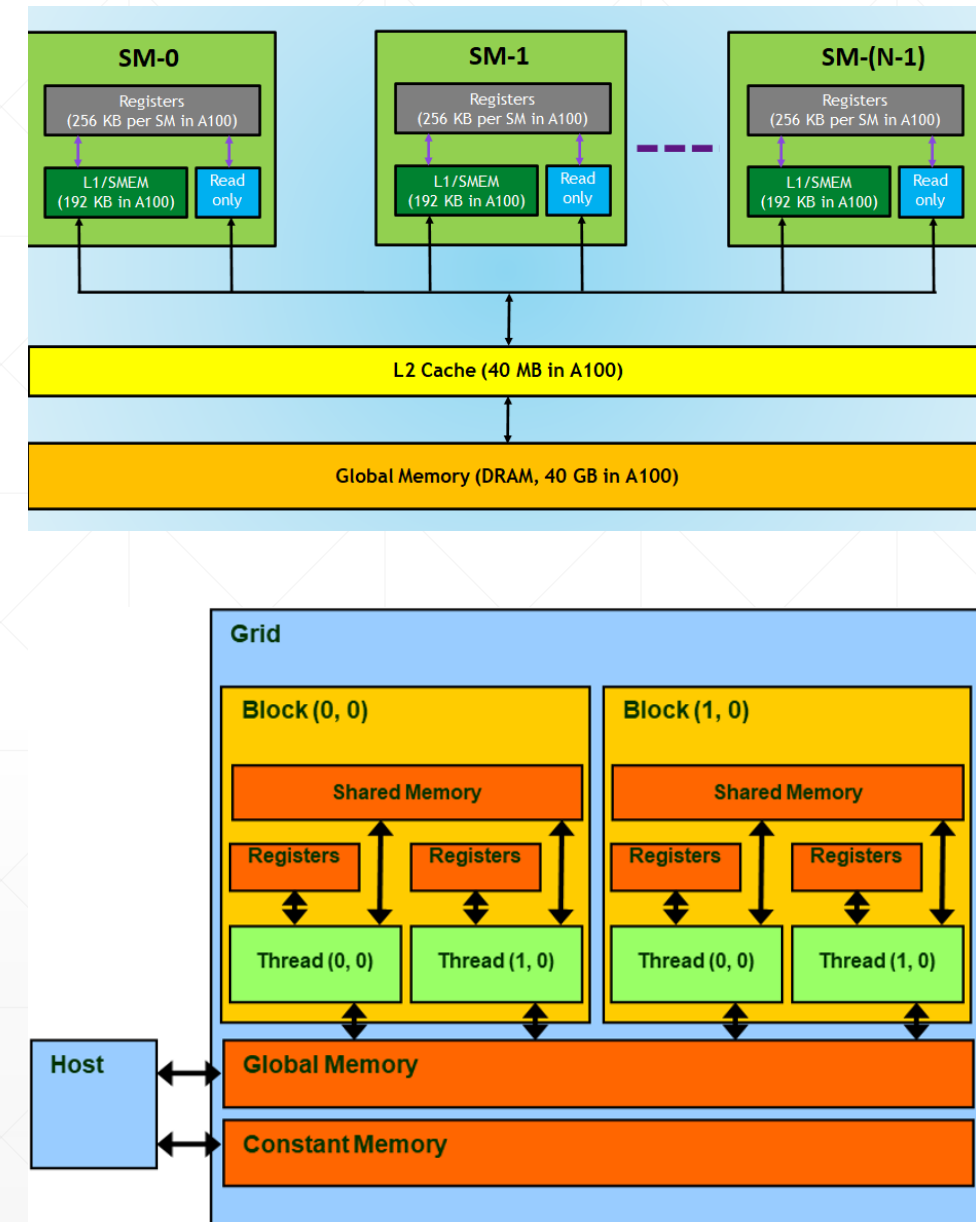 SM-0
Registers
(256 KB per SM in A100)
L1/SMEM
(192 KB in A100)
Read
only
SM-1
Registers
(256 KB per SM in A100)
L1/SMEM
(192 KB in A100)
Read
only
SM-(N-1)
Registers
(256 KB per SM in A100)
L1/SMEM
(192 KB in A100)
Read
only
L2 Cache (40 MB in A100)
Global Memory (DRAM, 40 GB in A100)
Grid
Block (0, 0)
Shared Memory
Registers
Registers
Thread (0, 0)
Thread (1, 0)
Block (1, 0)
Shared Memory
Registers
Registers
Thread (0, 0)
Thread (1, 0)
Host
Global Memory
Constant Memory